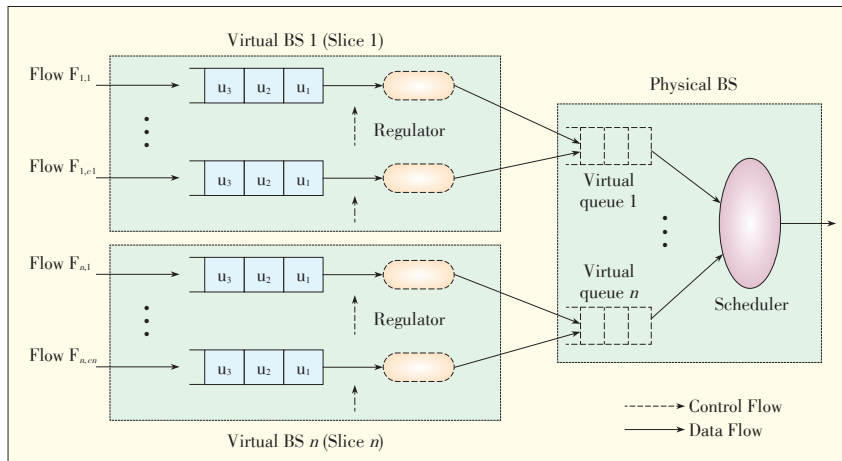 Virtual BS 1 (Slice 1)
Flow F1,1
u3 u2 u1
Regulator
Flow F1,c1
u3 u2 u1
Physical BS
Virtual
queue 1
Virtual
queue n
Scheduler
Flow Fn,1
u3 u2 u1
Regulator
Flow Fn,cn
u3 u2 u1
Virtual BS n (Slice n)
Control Flow
Data Flow